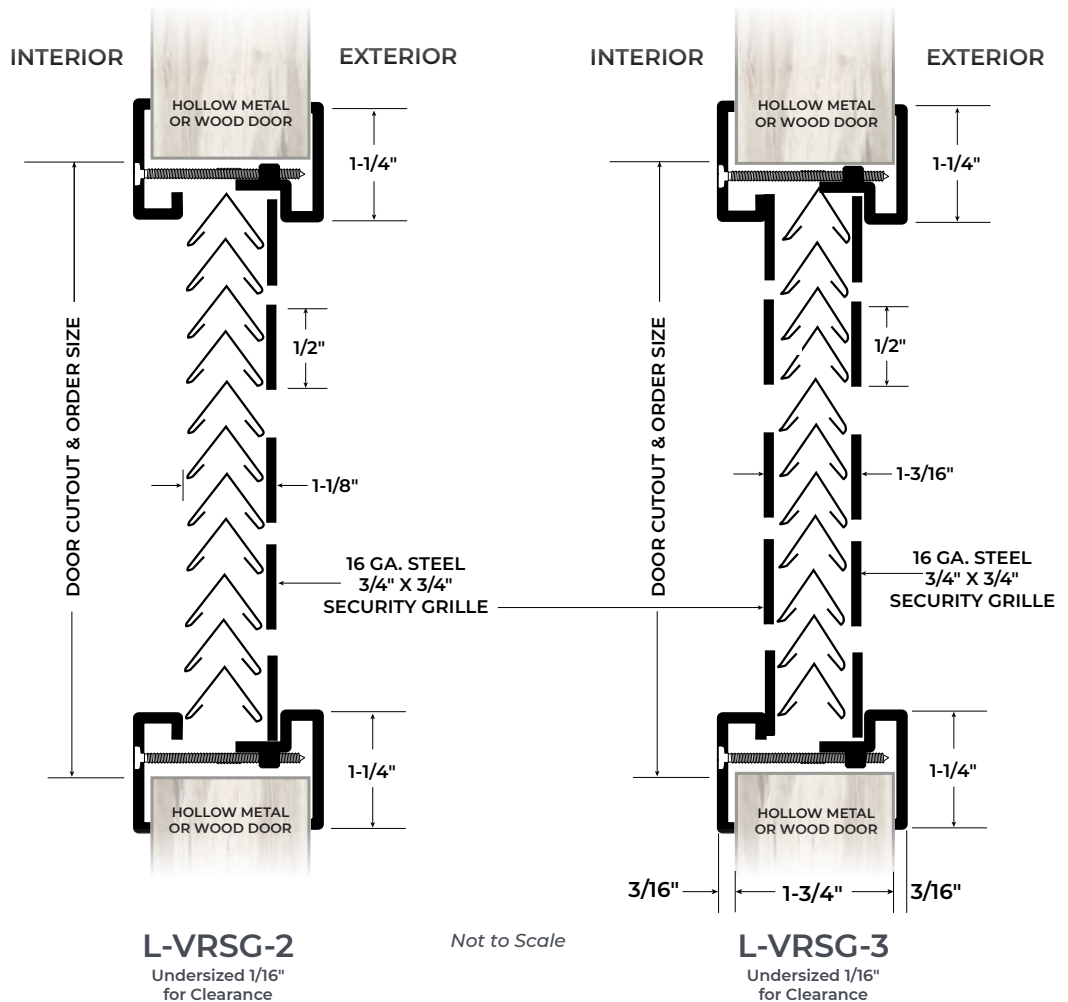 INTERIOR
EXTERIOR
HOLLOW METAL
OR WOOD DOOR
1-1/4"
DOOR CUTOUT & ORDER SIZE
1/2"
1-1/8"
16 GA. STEEL
3/4" X 3/4"
SECURITY GRILLE
1-1/4"
HOLLOW METAL
OR WOOD DOOR
L-VRSG-2
Undersized 1/16"
for Clearance
Not to Scale
INTERIOR
EXTERIOR
HOLLOW METAL
OR WOOD DOOR
1-1/4"
DOOR CUTOUT & ORDER SIZE
1/2"
1-3/16"
16 GA. STEEL
3/4" X 3/4"
SECURITY GRILLE
1-1/4"
HOLLOW METAL
OR WOOD DOOR
3/16"
1-3/4"
3/16"
L-VRSG-3
Undersized 1/16"
for Clearance